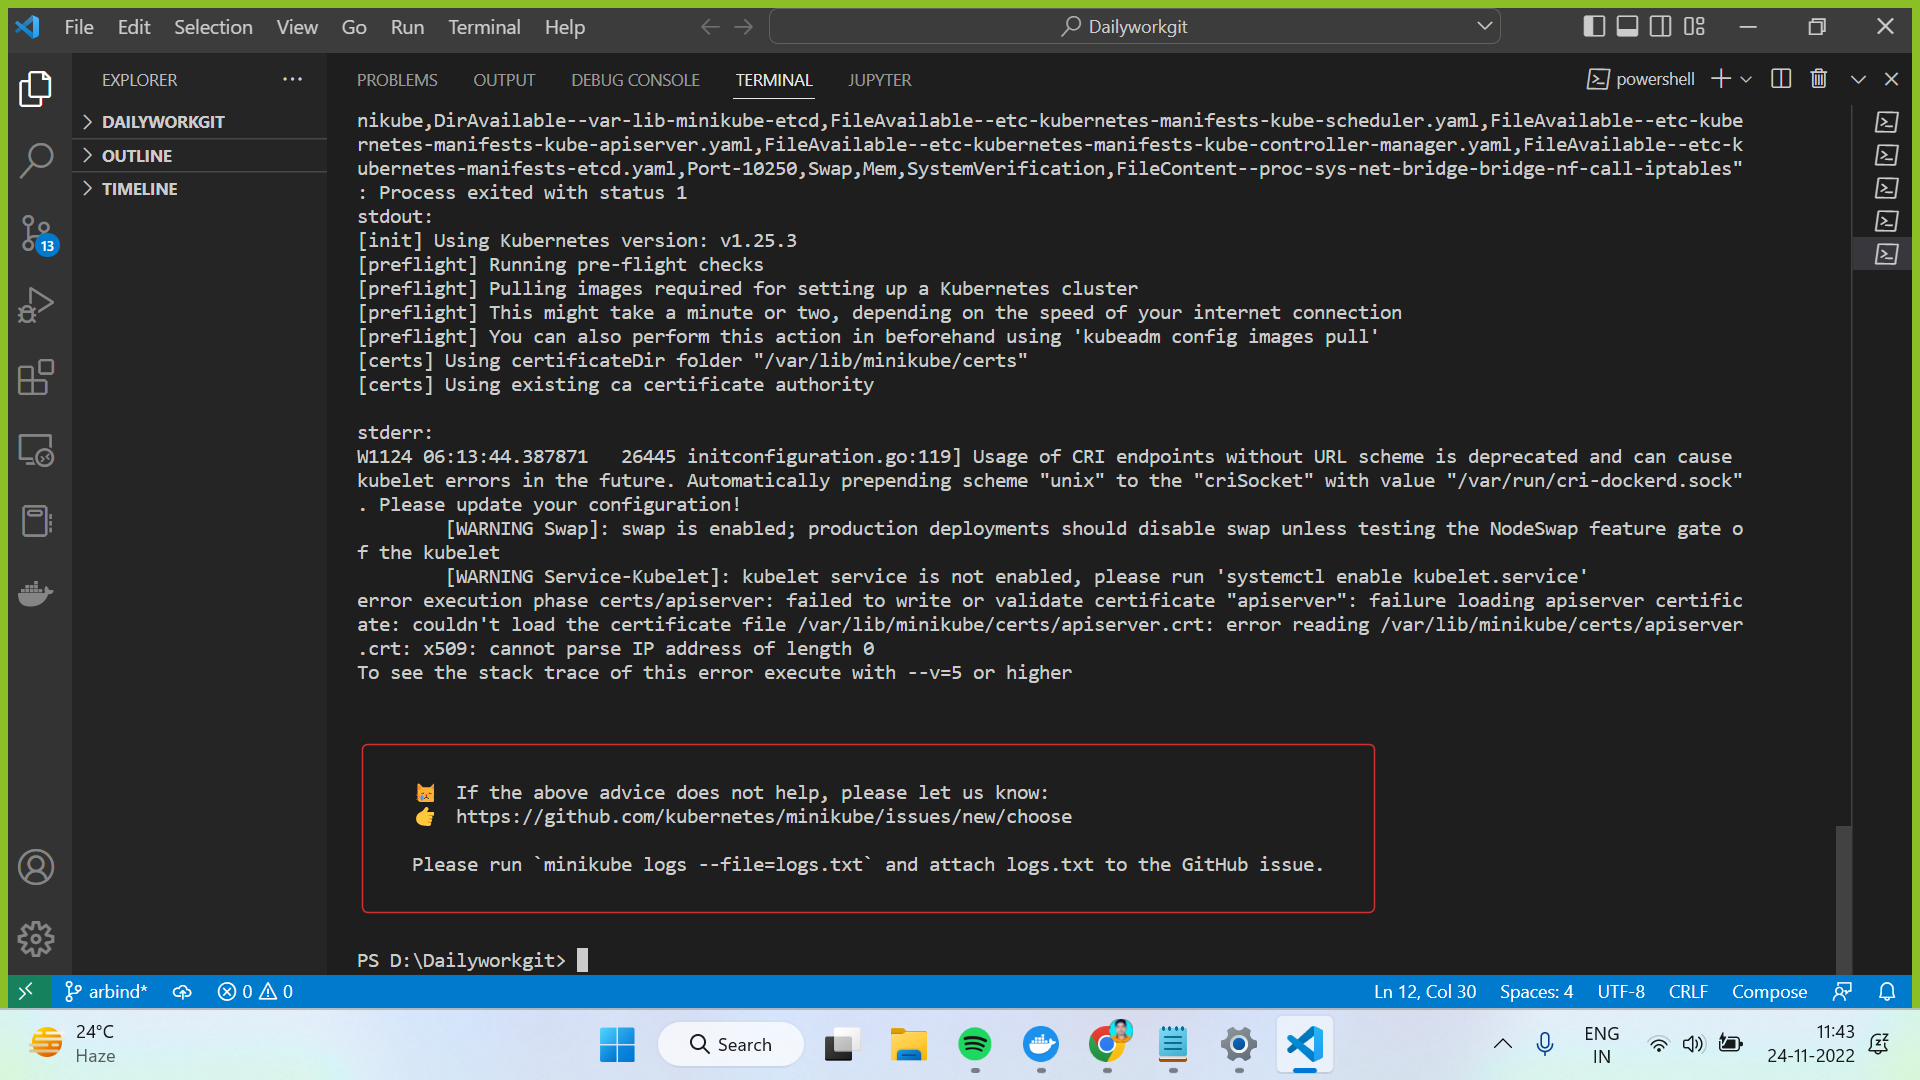 File Edit Selection View Go Run Terminal Help
Dailyworkgit
EXPLORER
DAILYWORKGIT
OUTLINE
TIMELINE
13
PROBLEMS OUTPUT DEBUG CONSOLE TERMINAL JUPYTER
powershell
nikube,DirAvailable--var-lib-minikube-etcd,FileAvailable--etc-kubernetes-manifests-kube-scheduler.yaml,FileAvailable--etc-kube
rnetes-manifests-kube-apiserver.yaml,FileAvailable--etc-kubernetes-manifests-kube-controller-manager.yaml,FileAvailable--etc-k
ubernetes-manifests-etcd.yaml,Port-10250,Swap,Mem,SystemVerification,FileContent--proc-sys-net-bridge-bridge-nf-call-iptables"
: Process exited with status 1
stdout:
[init] Using Kubernetes version: v1.25.3
[preflight] Running pre-flight checks
[preflight] Pulling images required for setting up a Kubernetes cluster
[preflight] This might take a minute or two, depending on the speed of your internet connection
[preflight] You can also perform this action in beforehand using 'kubeadm config images pull'
[certs] Using certificateDir folder "/var/lib/minikube/certs"
[certs] Using existing ca certificate authority
stderr:
W1124 06:13:44.387871   26445 initconfiguration.go:119] Usage of CRI endpoints without URL scheme is deprecated and can cause
kubelet errors in the future. Automatically prepending scheme "unix" to the "criSocket" with value "/var/run/cri-dockerd.sock"
. Please update your configuration!
[WARNING Swap]: swap is enabled; production deployments should disable swap unless testing the NodeSwap feature gate o
f the kubelet
[WARNING Service-Kubelet]: kubelet service is not enabled, please run 'systemctl enable kubelet.service'
error execution phase certs/apiserver: failed to write or validate certificate "apiserver": failure loading apiserver certific
ate: couldn't load the certificate file /var/lib/minikube/certs/apiserver.crt: error reading /var/lib/minikube/certs/apiserver
.crt: x509: cannot parse IP address of length 0
To see the stack trace of this error execute with --v=5 or higher
If the above advice does not help, please let us know:
https://github.com/kubernetes/minikube/issues/new/choose
Please run `minikube logs --file=logs.txt` and attach logs.txt to the GitHub issue.
PS D:\Dailyworkgit>
arbind* 0 0 Ln 12, Col 30 Spaces: 4 UTF-8 CRLF Compose
24°C
Haze
Search
ENG
IN
11:43
24-11-2022